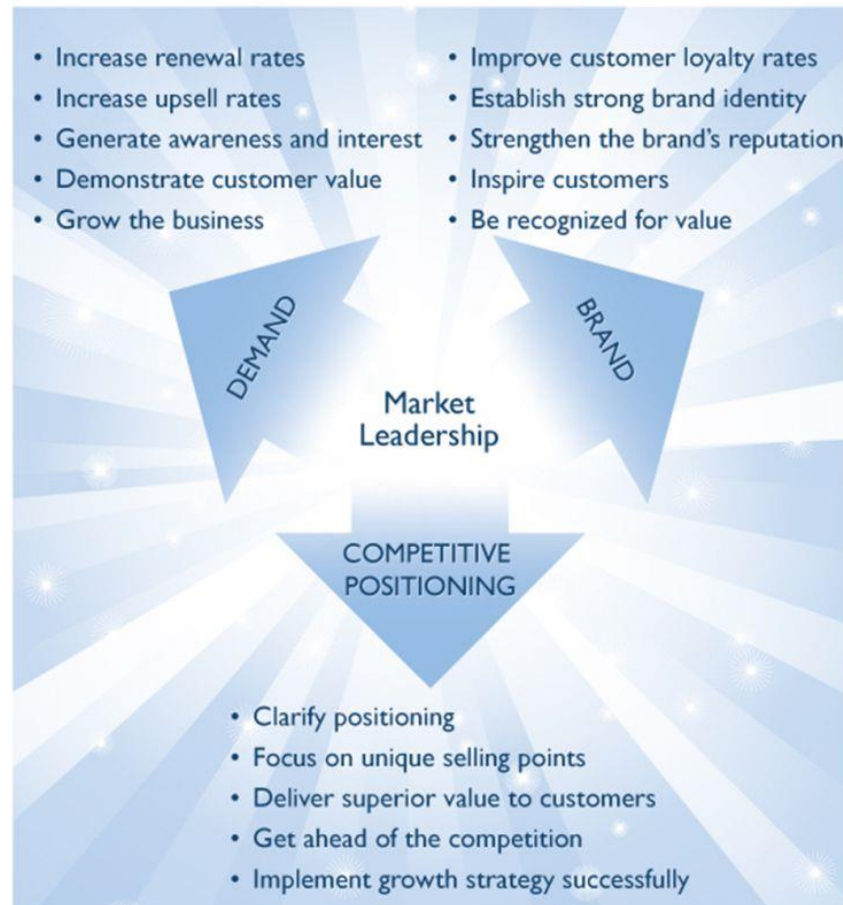 • Increase renewal rates
• Increase upsell rates
• Generate awareness and interest
• Demonstrate customer value
• Grow the business
• Improve customer loyalty rates
• Establish strong brand identity
• Strengthen the brand's reputation
• Inspire customers
• Be recognized for value
DEMAND
BRAND
Market
Leadership
COMPETITIVE
POSITIONING
• Clarify positioning
• Focus on unique selling points
• Deliver superior value to customers
• Get ahead of the competition
• Implement growth strategy successfully